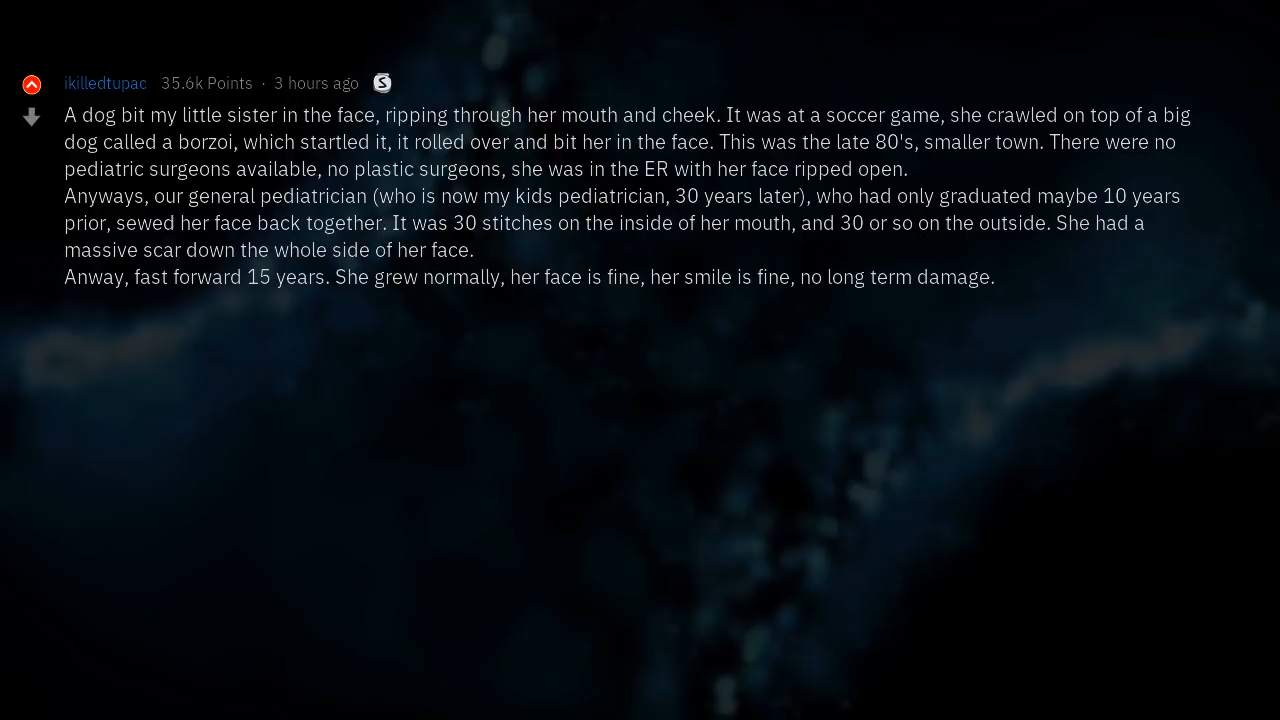 ikilledtupac 35.6k Points · 3 hours ago
A dog bit my little sister in the face, ripping through her mouth and cheek. It was at a soccer game, she crawled on top of a big
dog called a borzoi, which startled it, it rolled over and bit her in the face. This was the late 80's, smaller town. There were no
pediatric surgeons available, no plastic surgeons, she was in the ER with her face ripped open.
Anyways, our general pediatrician (who is now my kids pediatrician, 30 years later), who had only graduated maybe 10 years
prior, sewed her face back together. It was 30 stitches on the inside of her mouth, and 30 or so on the outside. She had a
massive scar down the whole side of her face.
Anway, fast forward 15 years. She grew normally, her face is fine, her smile is fine, no long term damage.